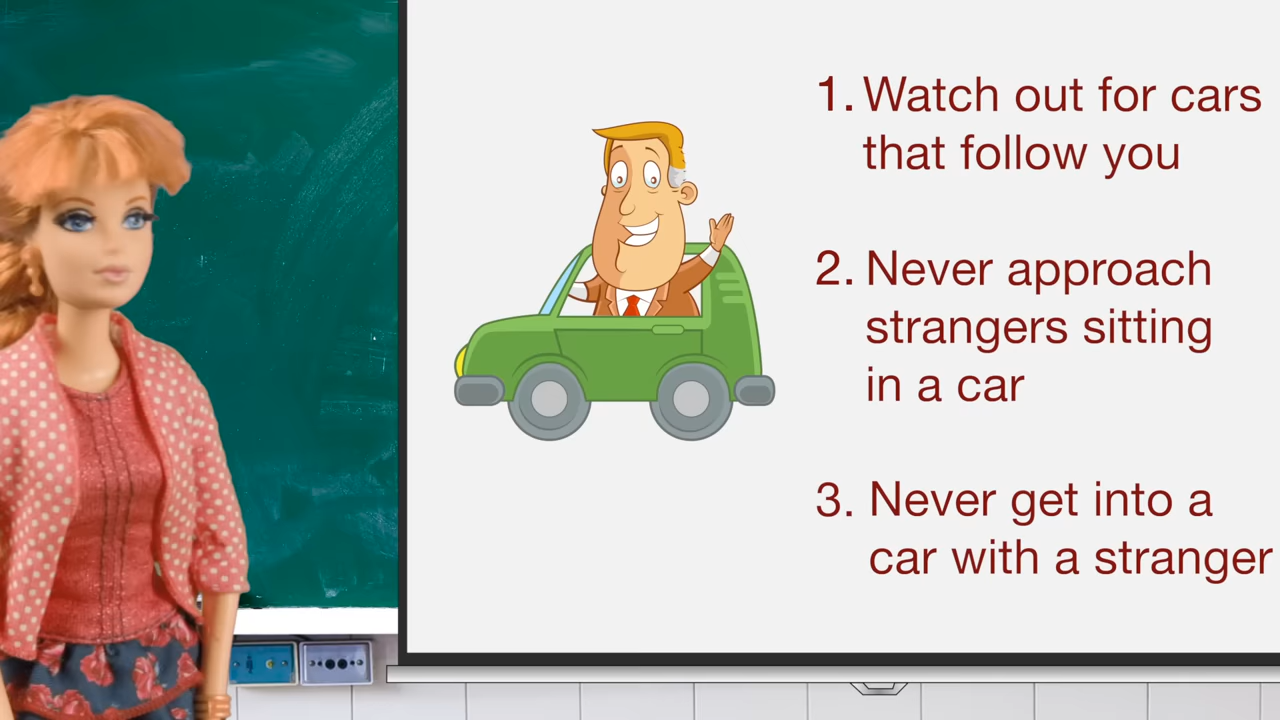 1. Watch out for cars
that follow you
2. Never approach
strangers sitting
in a car
3. Never get into a
car with a stranger